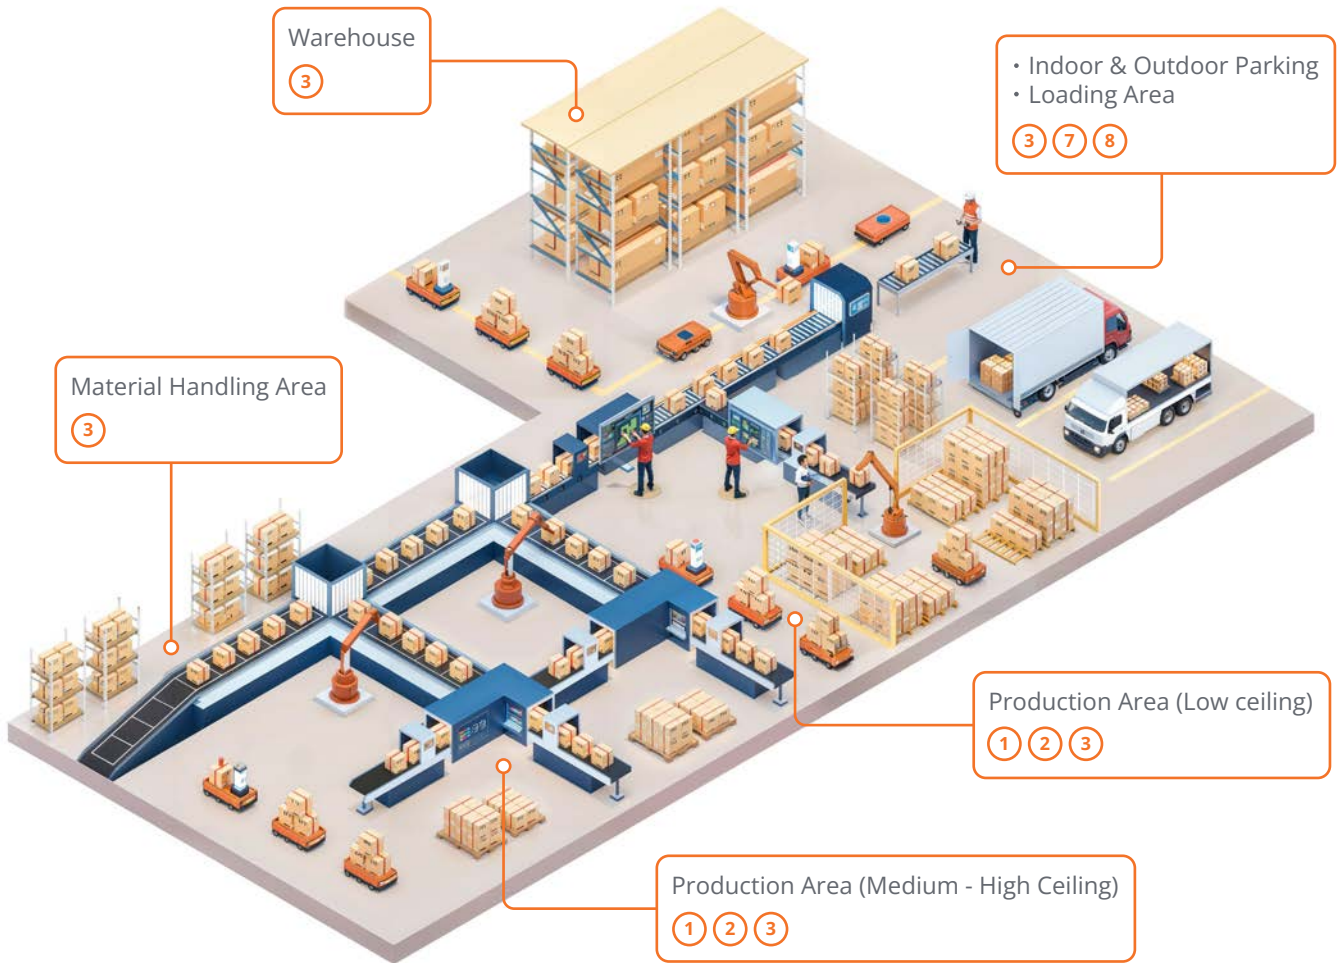 Warehouse
3
・Indoor & Outdoor Parking
・Loading Area
3 7 8
Material Handling Area
3
Production Area (Low ceiling)
1 2 3
Production Area (Medium - High Ceiling)
1 2 3